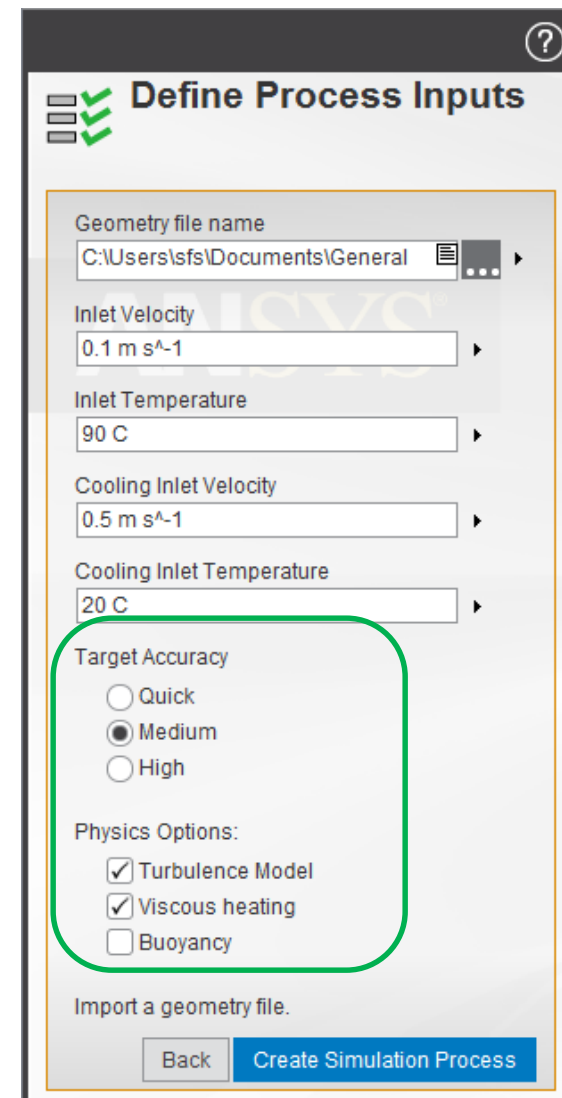 ?
Define Process Inputs
Geometry file name
C:\Users\sfs\Documents\General
...
ANSYS®
Inlet Velocity
0.1 m s^-1
Inlet Temperature
90 C
Cooling Inlet Velocity
0.5 m s^-1
Cooling Inlet Temperature
20 C
Target Accuracy
Quick
Medium
High
Physics Options:
Turbulence Model
Viscous heating
Buoyancy
Import a geometry file.
Back Create Simulation Process